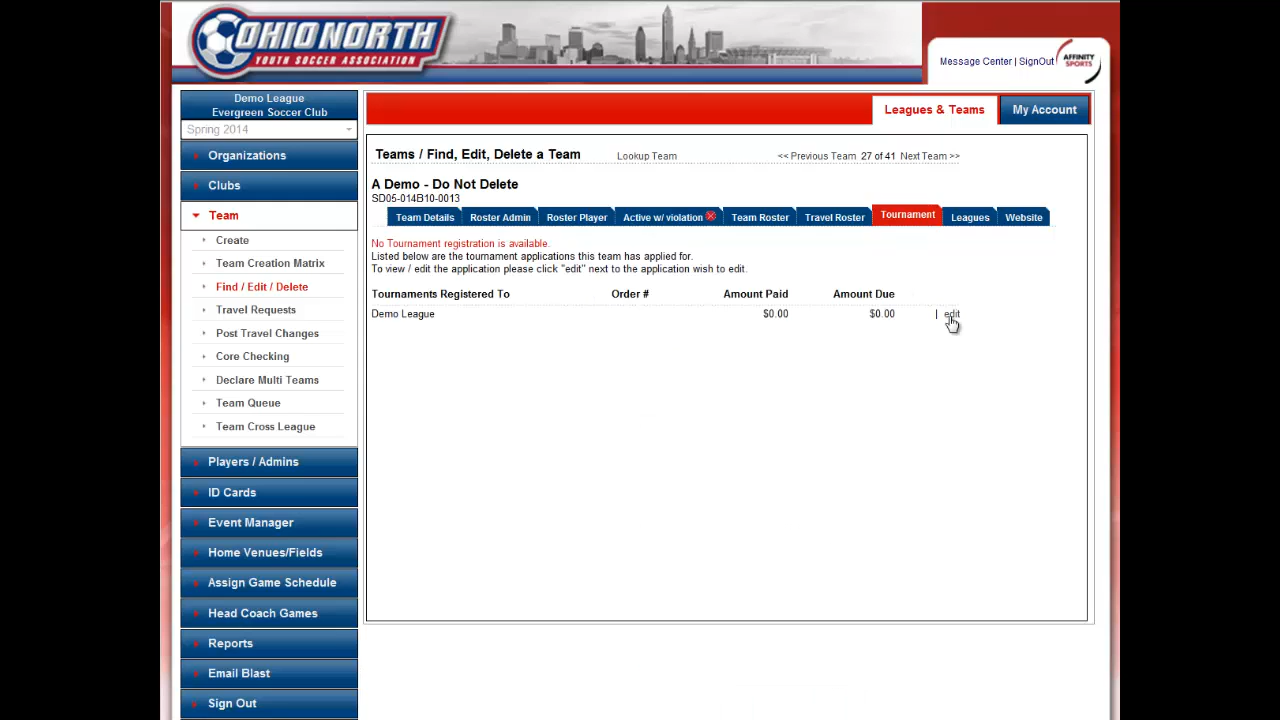 OHIO NORTH
YOUTH SOCCER ASSOCIATION
Message Center | SignOut
AFFINITY
SPORTS
Demo League
Evergreen Soccer Club
Spring 2014
Organizations
Clubs
Team
Create
Team Creation Matrix
Find / Edit / Delete
Travel Requests
Post Travel Changes
Core Checking
Declare Multi Teams
Team Queue
Team Cross League
Players / Admins
ID Cards
Event Manager
Home Venues/Fields
Assign Game Schedule
Head Coach Games
Reports
Email Blast
Sign Out
Leagues & Teams My Account
Teams / Find, Edit, Delete a Team Lookup Team << Previous Team 27 of 41 Next Team >>
A Demo - Do Not Delete
SD05-014B10-0013
Team Details Roster Admin Roster Player Active w/ violation Team Roster Travel Roster Tournament Leagues Website
No Tournament registration is available.
Listed below are the tournament applications this team has applied for.
To view / edit the application please click "edit" next to the application wish to edit.
Tournaments Registered To Order # Amount Paid Amount Due
Demo League $0.00 $0.00 | edit